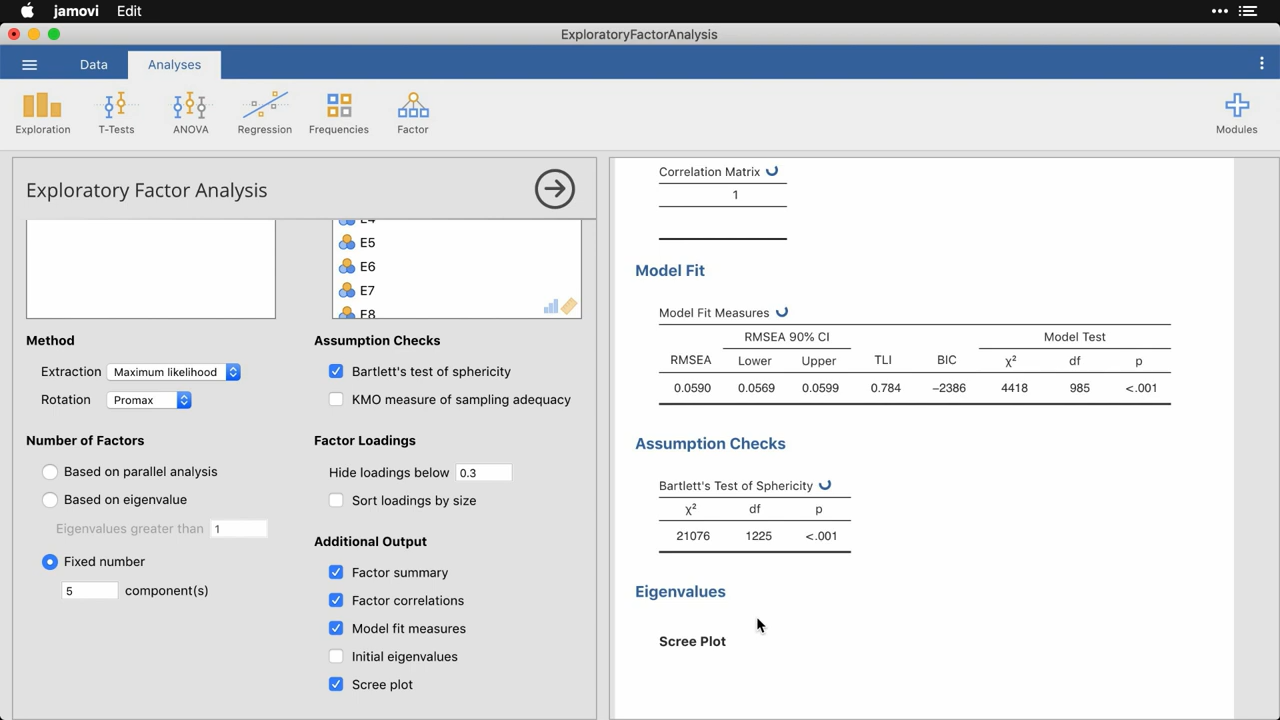 jamovi Edit
ExploratoryFactorAnalysis
Data Analyses
Exploration T-Tests ANOVA Regression Frequencies Factor Modules
Exploratory Factor Analysis
E4
E5
E6
E7
E8
Method
Extraction Maximum likelihood
Rotation Promax
Number of Factors
Based on parallel analysis
Based on eigenvalue
Eigenvalues greater than 1
Fixed number
5 component(s)
Assumption Checks
Bartlett's test of sphericity
KMO measure of sampling adequacy
Factor Loadings
Hide loadings below 0.3
Sort loadings by size
Additional Output
Factor summary
Factor correlations
Model fit measures
Initial eigenvalues
Scree plot
Correlation Matrix
1
Model Fit
Model Fit Measures
RMSEA 90% CI Model Test
RMSEA Lower Upper TLI BIC χ² df p
0.0590 0.0569 0.0599 0.784 −2386 4418 985 <.001
Assumption Checks
Bartlett's Test of Sphericity
χ² df p
21076 1225 <.001
Eigenvalues
Scree Plot